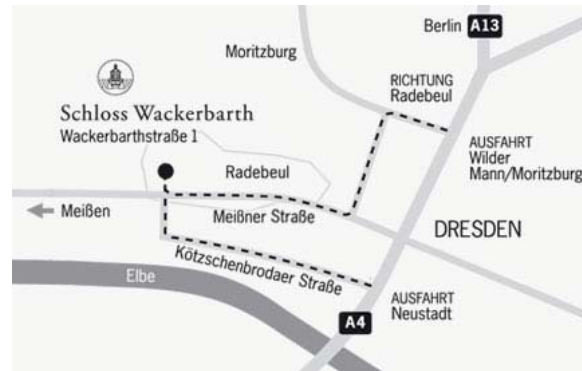 Berlin A13
Moritzburg
RICHTUNG
Radebeul
Schloss Wackerbarth
Wackerbarthstraße 1
AUSFAHRT
Wilder
Mann/Moritzburg
Radebeul
Meißen
Meißner Straße
DRESDEN
Kötzschenbrodaer Straße
Elbe
AUSFAHRT
Neustadt
A4